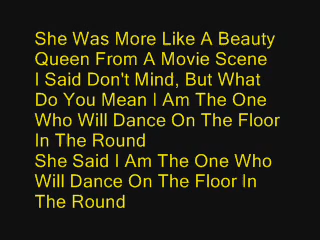 She Was More Like A Beauty
Queen From A Movie Scene
I Said Don't Mind, But What
Do You Mean I Am The One
Who Will Dance On The Floor
In The Round
She Said I Am The One Who
Will Dance On The Floor In
The Round